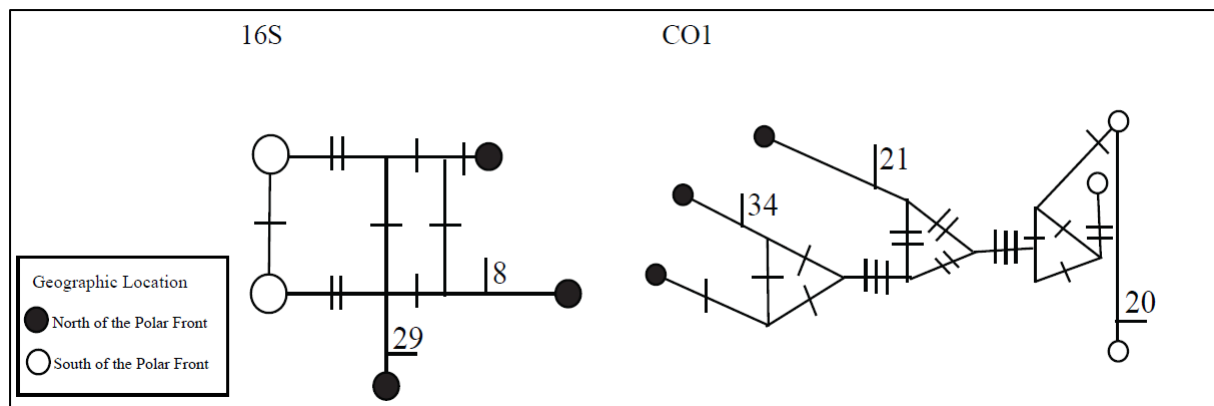 16S
CO1
21
34
8
29
20
Geographic Location
North of the Polar Front
South of the Polar Front